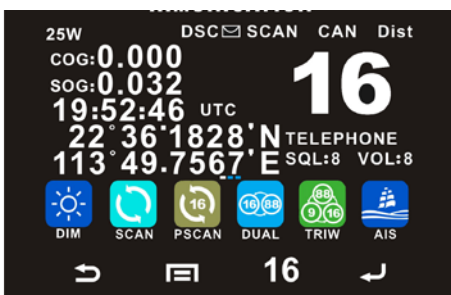 25W DSC SCAN CAN Dist
COG:0.000
SOG:0.032
16
19:52:46 UTC
22°36'1828'N TELEPHONE
113°49.7567'E SQL:8 VOL:8
16 16 88 88 9 16
DIM SCAN PSCAN DUAL TRIW AIS
16